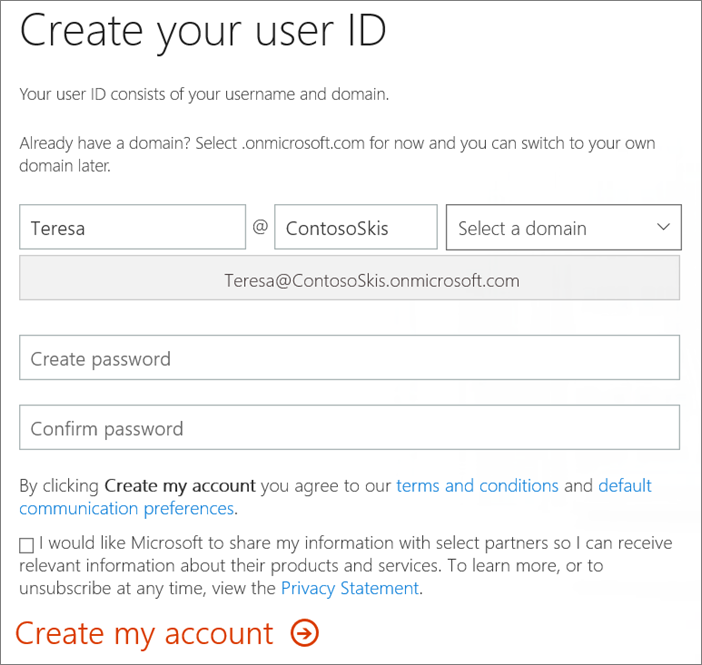 Create your user ID
Your user ID consists of your username and domain.
Already have a domain? Select .onmicrosoft.com for now and you can switch to your own
domain later.
Teresa @ ContosoSkis Select a domain
Teresa@ContosoSkis.onmicrosoft.com
Create password
Confirm password
By clicking Create my account you agree to our terms and conditions and default
communication preferences.
I would like Microsoft to share my information with select partners so I can receive
relevant information about their products and services. To learn more, or to
unsubscribe at any time, view the Privacy Statement.
Create my account